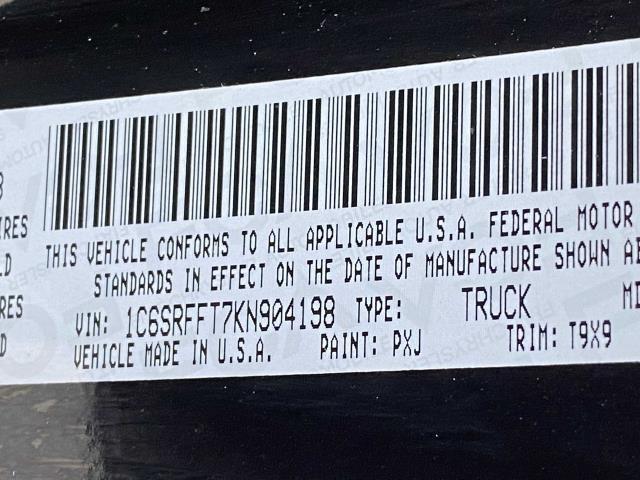 THIS VEHICLE CONFORMS TO ALL APPLICABLE U.S.A. FEDERAL MOTOR
STANDARDS IN EFFECT ON THE DATE OF MANUFACTURE SHOWN
VIN: 1C6SRFFT7KN904198 TYPE: TRUCK
VEHICLE MADE IN U.S.A. PAINT: PXJ TRIM: T9X9